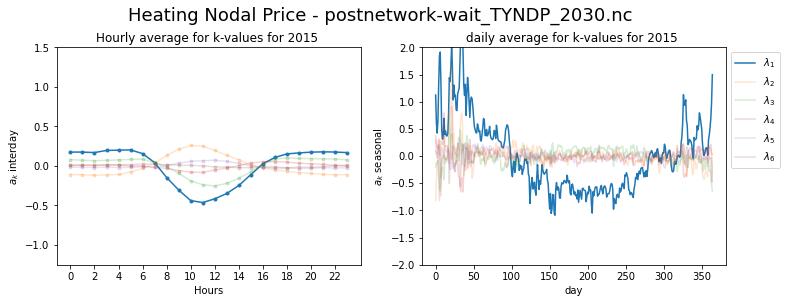 Heating Nodal Price - postnetwork-wait_TYNDP_2030.nc
Hourly average for k-values for 2015
daily average for k-values for 2015
1.5
1.0
0.5
0.0
−0.5
−1.0
a_k interday
0 2 4 6 8 10 12 14 16 18 20 22
Hours
2.0
1.5
1.0
0.5
0.0
−0.5
−1.0
−1.5
−2.0
a_k seasonal
0 50 100 150 200 250 300 350
day
λ₁
λ₂
λ₃
λ₄
λ₅
λ₆